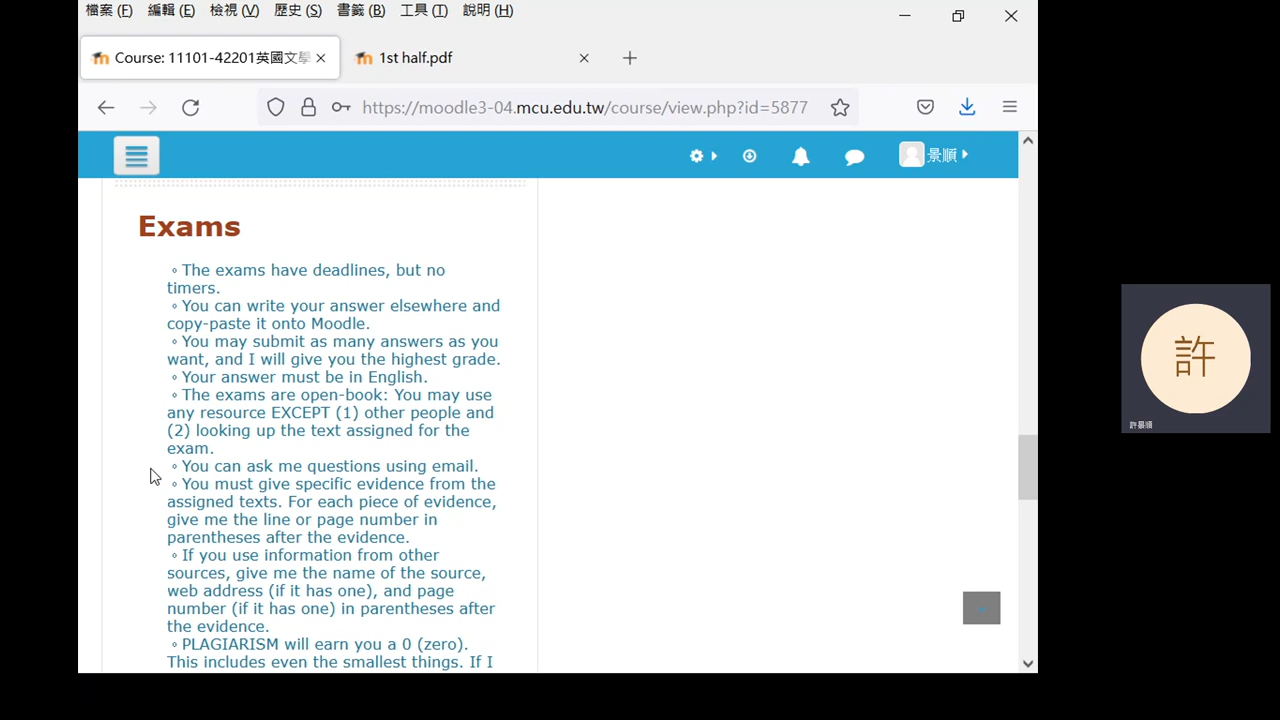 檔案 (F) 編輯 (E) 檢視 (V) 歷史 (S) 書籤 (B) 工具 (T) 說明 (H)
Course: 11101-42201英國文學 1st half.pdf
https://moodle3-04.mcu.edu.tw/course/view.php?id=5877
景順
Exams
◦ The exams have deadlines, but no
timers.
◦ You can write your answer elsewhere and
copy-paste it onto Moodle.
◦ You may submit as many answers as you
want, and I will give you the highest grade.
◦ Your answer must be in English.
◦ The exams are open-book: You may use
any resource EXCEPT (1) other people and
(2) looking up the text assigned for the
exam.
◦ You can ask me questions using email.
◦ You must give specific evidence from the
assigned texts. For each piece of evidence,
give me the line or page number in
parentheses after the evidence.
◦ If you use information from other
sources, give me the name of the source,
web address (if it has one), and page
number (if it has one) in parentheses after
the evidence.
◦ PLAGIARISM will earn you a 0 (zero).
This includes even the smallest things. If I
許
許景順